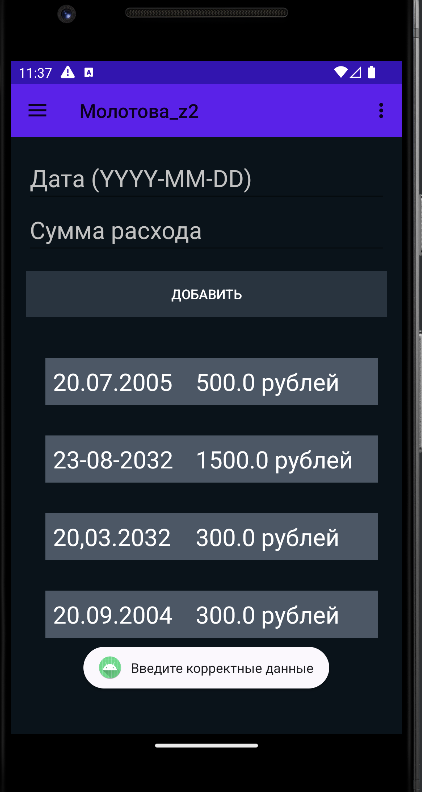 11:37
Молотова_z2
Дата (YYYY-MM-DD)
Сумма расхода
ДОБАВИТЬ
20.07.2005 500.0 рублей
23-08-2032 1500.0 рублей
20,03.2032 300.0 рублей
20.09.2004 300.0 рублей
Введите корректные данные